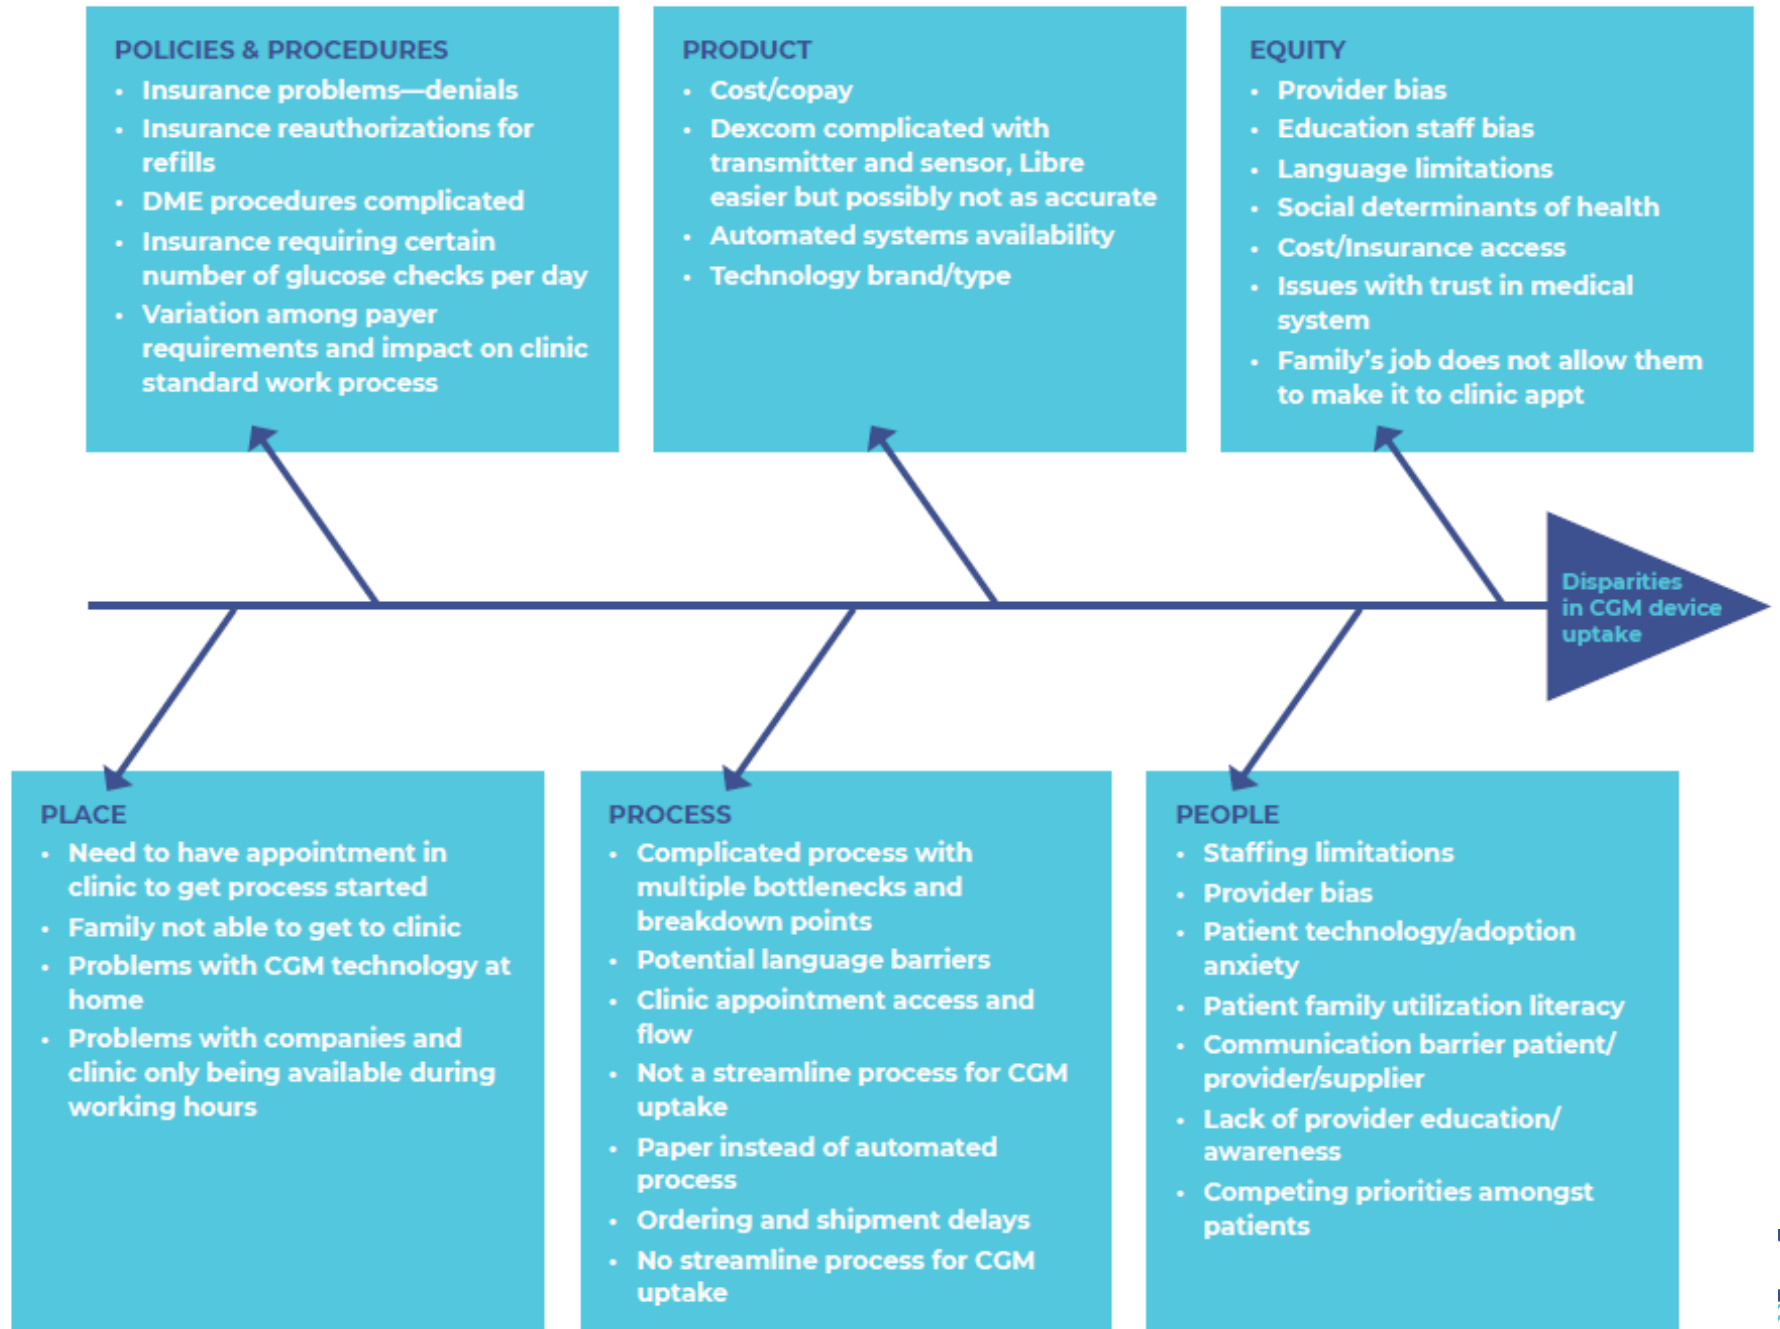 POLICIES & PROCEDURES
• Insurance problems—denials
• Insurance reauthorizations for
refills
• DME procedures complicated
• Insurance requiring certain
number of glucose checks per day
• Variation among payer
requirements and impact on clinic
standard work process
PRODUCT
• Cost/copay
• Dexcom complicated with
transmitter and sensor, Libre
easier but possibly not as accurate
• Automated systems availability
• Technology brand/type
EQUITY
• Provider bias
• Education staff bias
• Language limitations
• Social determinants of health
• Cost/Insurance access
• Issues with trust in medical
system
• Family's job does not allow them
to make it to clinic appt
Disparities
in CGM device
uptake
PLACE
• Need to have appointment in
clinic to get process started
• Family not able to get to clinic
• Problems with CGM technology at
home
• Problems with companies and
clinic only being available during
working hours
PROCESS
• Complicated process with
multiple bottlenecks and
breakdown points
• Potential language barriers
• Clinic appointment access and
flow
• Not a streamline process for CGM
uptake
• Paper instead of automated
process
• Ordering and shipment delays
• No streamline process for CGM
uptake
PEOPLE
• Staffing limitations
• Provider bias
• Patient technology/adoption
anxiety
• Patient family utilization literacy
• Communication barrier patient/
provider/supplier
• Lack of provider education/
awareness
• Competing priorities amongst
patients